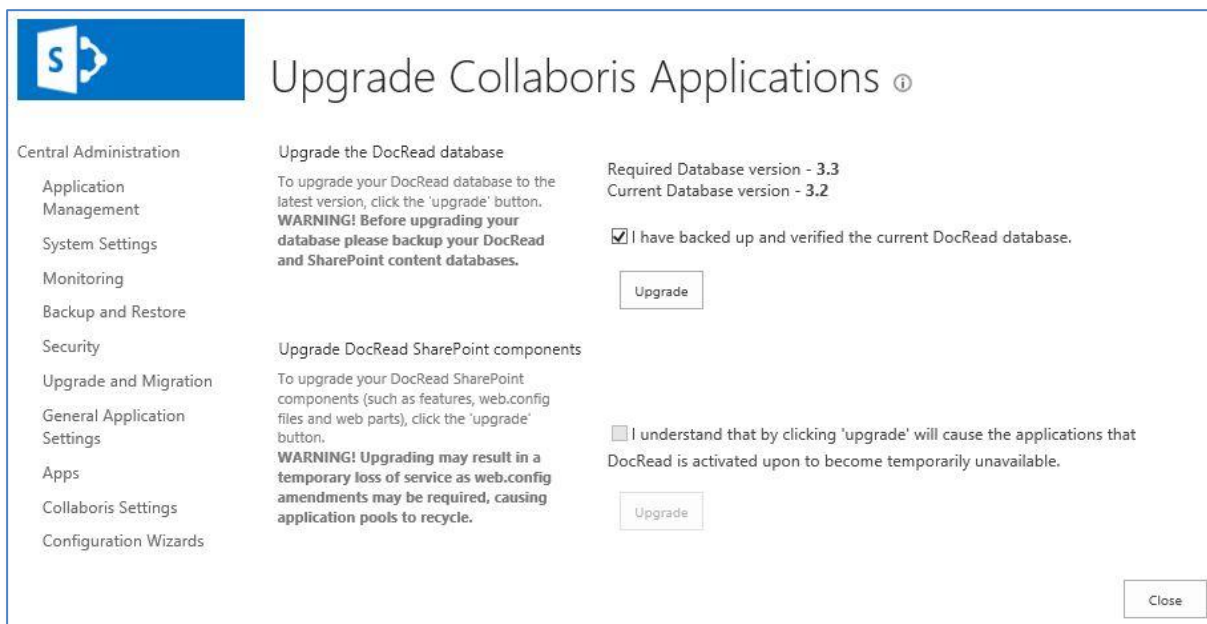 S
Upgrade Collaboris Applications
Central Administration
Application
Management
System Settings
Monitoring
Backup and Restore
Security
Upgrade and Migration
General Application
Settings
Apps
Collaboris Settings
Configuration Wizards
Upgrade the DocRead database
To upgrade your DocRead database to the
latest version, click the 'upgrade' button.
WARNING! Before upgrading your
database please backup your DocRead
and SharePoint content databases.
Required Database version - 3.3
Current Database version - 3.2
I have backed up and verified the current DocRead database.
Upgrade
Upgrade DocRead SharePoint components
To upgrade your DocRead SharePoint
components (such as features, web.config
files and web parts), click the 'upgrade'
button.
WARNING! Upgrading may result in a
temporary loss of service as web.config
amendments may be required, causing
application pools to recycle.
I understand that by clicking 'upgrade' will cause the applications that
DocRead is activated upon to become temporarily unavailable.
Upgrade
Close